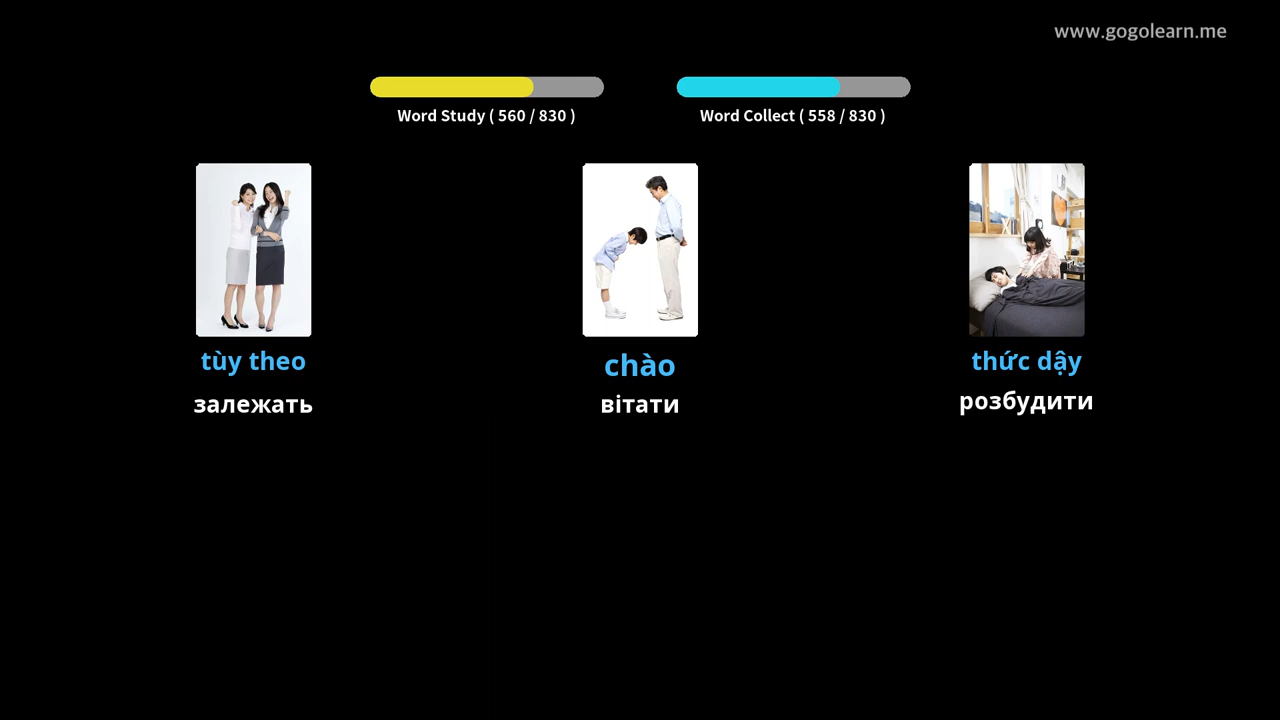 www.gogolearn.me
Word Study ( 560 / 830 )
Word Collect ( 558 / 830 )
tùy theo
chào
thức dậy
залежать
вітати
розбудити